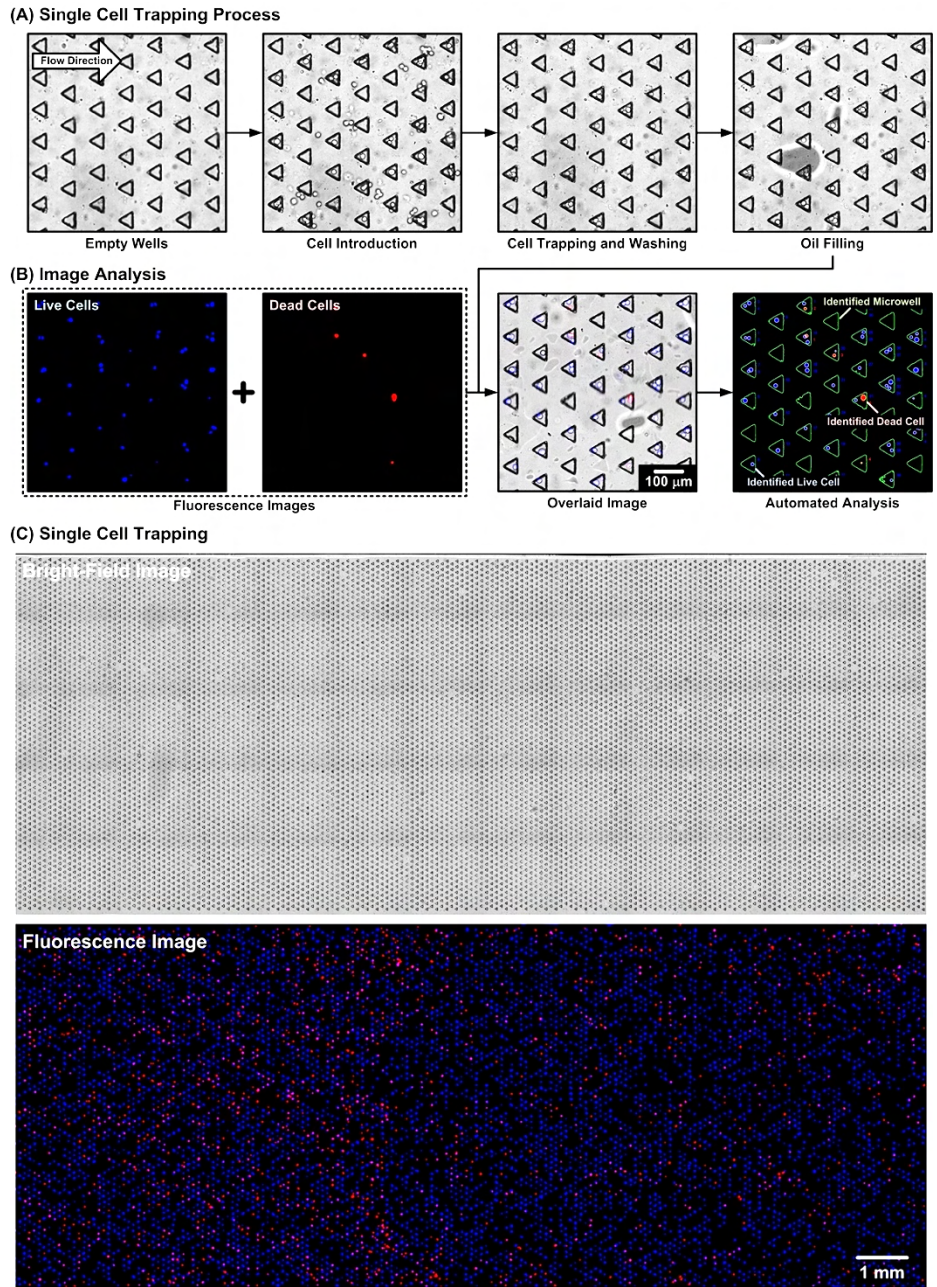 (A) Single Cell Trapping Process
Flow Direction
Empty Wells
Cell Introduction
Cell Trapping and Washing
Oil Filling
(B) Image Analysis
Live Cells
Dead Cells
Identified Microwell
Identified Dead Cell
Identified Live Cell
100 μm
Fluorescence Images
Overlaid Image
Automated Analysis
(C) Single Cell Trapping
Bright-Field Image
Fluorescence Image
1 mm